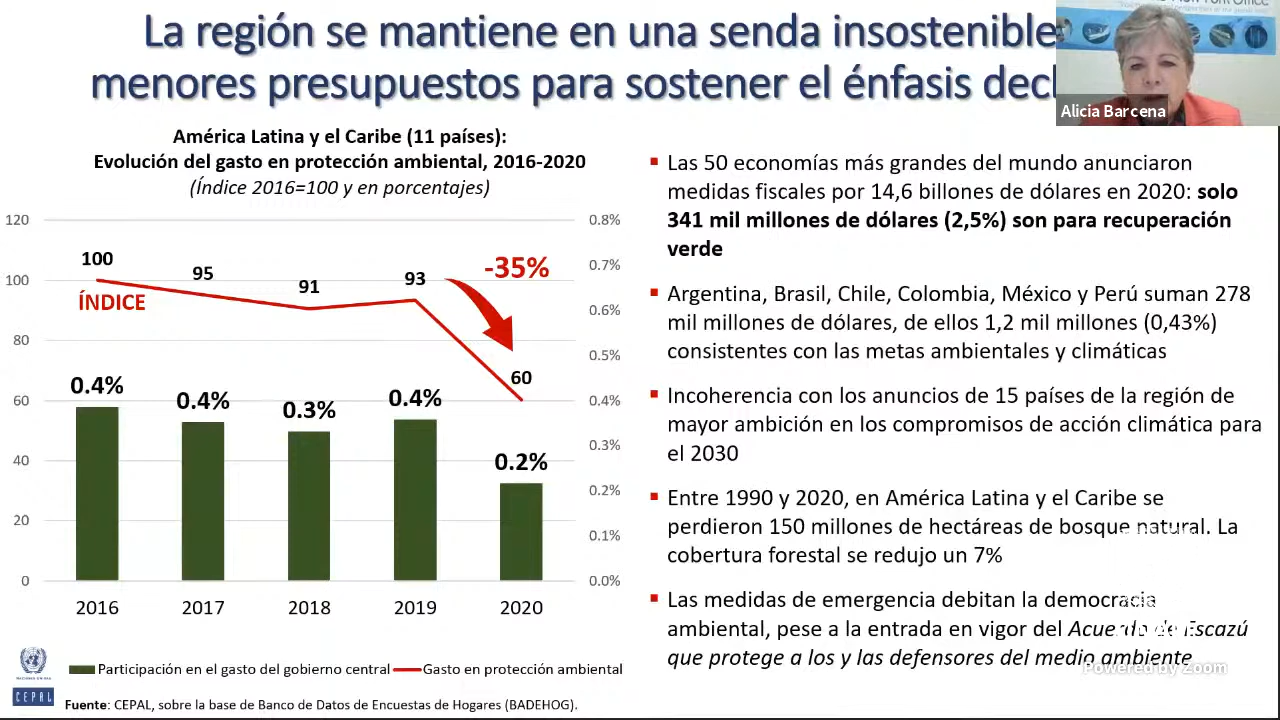 La región se mantiene en una senda insostenible
menores presupuestos para sostener el énfasis
Alicia Barcena
América Latina y el Caribe (11 países):
Evolución del gasto en protección ambiental, 2016-2020
(Índice 2016=100 y en porcentajes)
120
100
80
60
40
20
0
0.8%
0.7%
0.6%
0.5%
0.4%
0.3%
0.2%
0.1%
0.0%
100
95
91
93
60
-35%
ÍNDICE
0.4%
0.4%
0.3%
0.4%
0.2%
2016
2017
2018
2019
2020
Participación en el gasto del gobierno central
Gasto en protección ambiental
NACIONES UNIDAS
CEPAL
Fuente: CEPAL, sobre la base de Banco de Datos de Encuestas de Hogares (BADEHOG).
Las 50 economías más grandes del mundo anunciaron
medidas fiscales por 14,6 billones de dólares en 2020: solo
341 mil millones de dólares (2,5%) son para recuperación
verde
Argentina, Brasil, Chile, Colombia, México y Perú suman 278
mil millones de dólares, de ellos 1,2 mil millones (0,43%)
consistentes con las metas ambientales y climáticas
Incoherencia con los anuncios de 15 países de la región de
mayor ambición en los compromisos de acción climática para
el 2030
Entre 1990 y 2020, en América Latina y el Caribe se
perdieron 150 millones de hectáreas de bosque natural. La
cobertura forestal se redujo un 7%
Las medidas de emergencia debitan la democracia
ambiental, pese a la entrada en vigor del Acuerdo de Escazú
que protege a los y las defensores del medio ambiente
Powered by Zoom